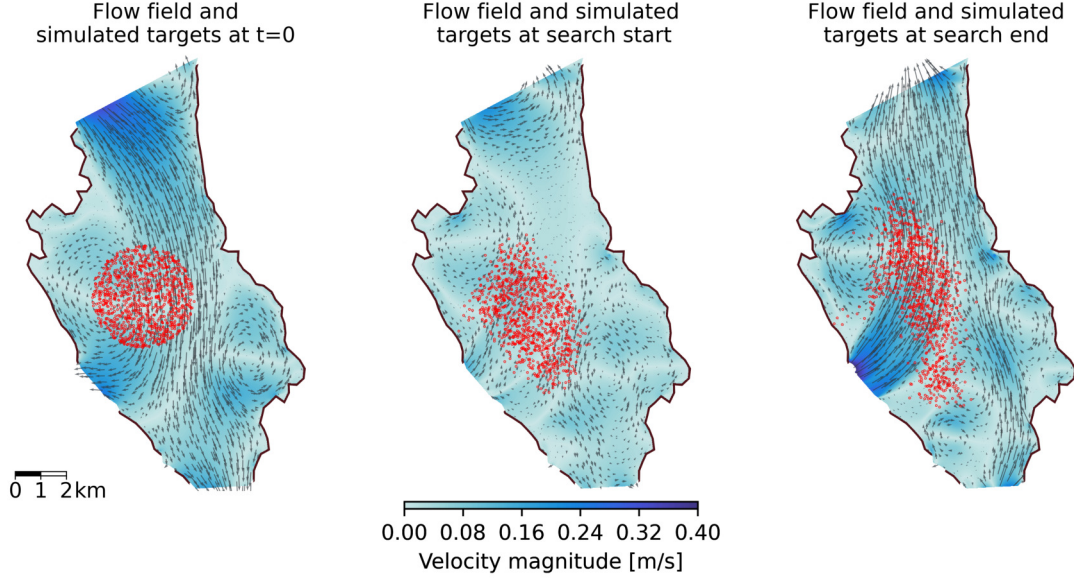 Flow field and
simulated targets at t=0
Flow field and simulated
targets at search start
Flow field and simulated
targets at search end
0 1 2km
0.00 0.08 0.16 0.24 0.32 0.40
Velocity magnitude [m/s]